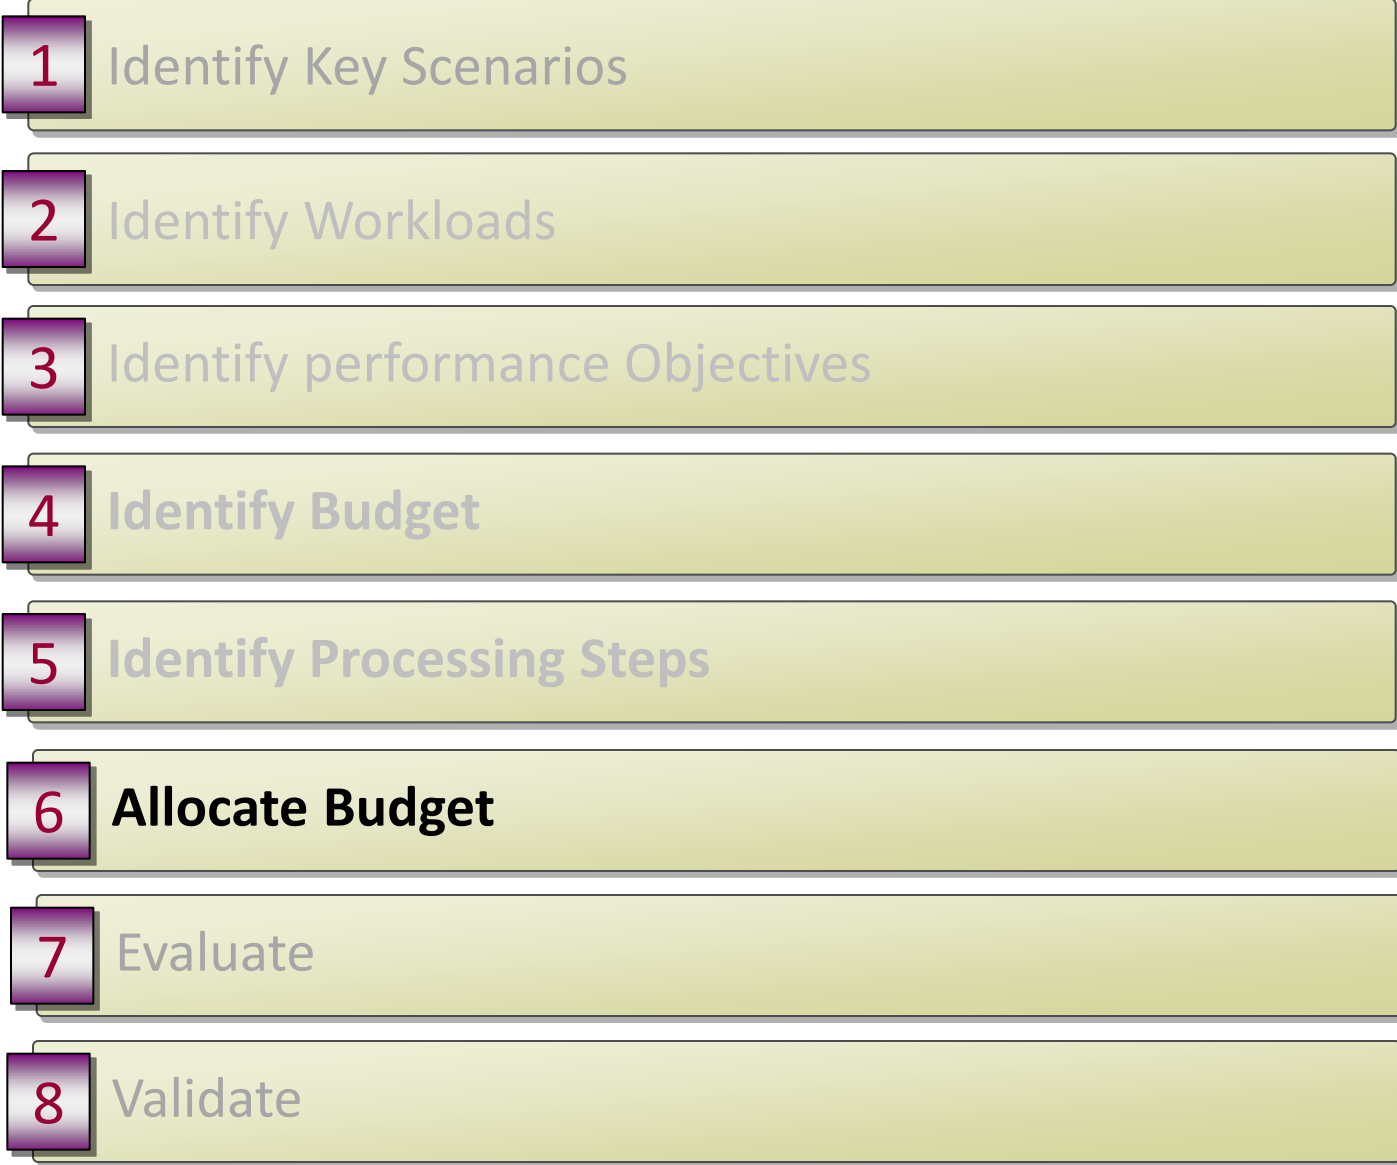 1 Identify Key Scenarios
2 Identify Workloads
3 Identify performance Objectives
4 Identify Budget
5 Identify Processing Steps
6 Allocate Budget
7 Evaluate
8 Validate